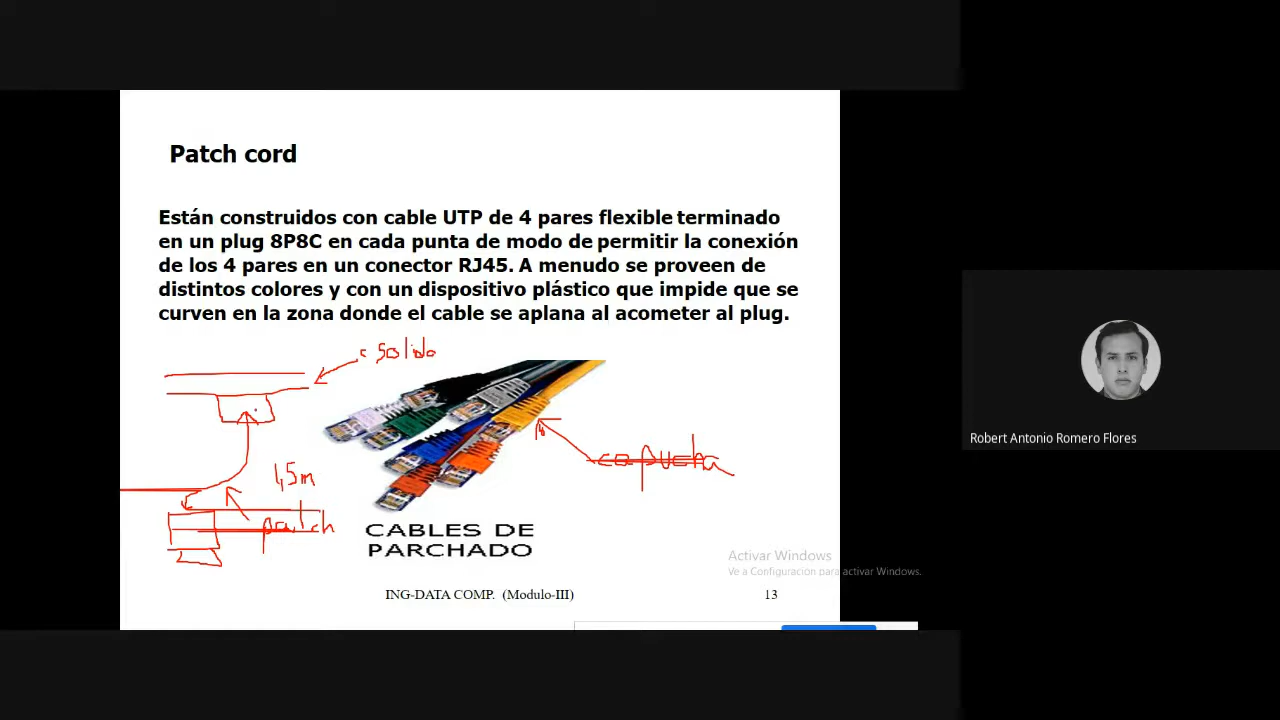 Patch cord
Están construidos con cable UTP de 4 pares flexible terminado
en un plug 8P8C en cada punta de modo de permitir la conexión
de los 4 pares en un conector RJ45. A menudo se proveen de
distintos colores y con un dispositivo plástico que impide que se
curven en la zona donde el cable se aplana al acometer al plug.
solido
capucha
1,5m
patch
CABLES DE
PARCHADO
Activar Windows
Ve a Configuración para activar Windows.
ING-DATA COMP. (Modulo-III)
13
Robert Antonio Romero Flores